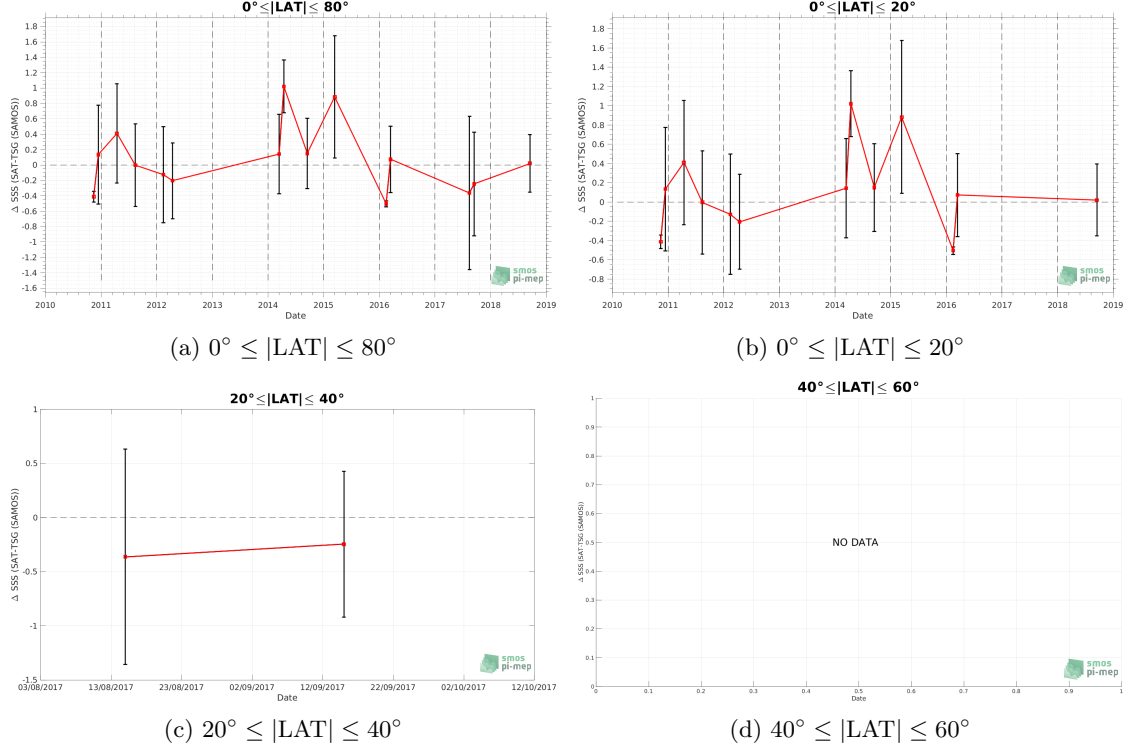 0°≤|LAT|≤ 80°
Δ SSS (SAT-TSG (SAMOS))
1.8
1.6
1.4
1.2
1
0.8
0.6
0.4
0.2
0
-0.2
-0.4
-0.6
-0.8
-1
-1.2
-1.4
-1.6
smos
pi-mep
2010 2011 2012 2013 2014 2015 2016 2017 2018 2019
Date
(a) 0° ≤ |LAT| ≤ 80°
0°≤|LAT|≤ 20°
Δ SSS (SAT-TSG (SAMOS))
1.8
1.6
1.4
1.2
1
0.8
0.6
0.4
0.2
0
-0.2
-0.4
-0.6
-0.8
smos
pi-mep
2010 2011 2012 2013 2014 2015 2016 2017 2018 2019
Date
(b) 0° ≤ |LAT| ≤ 20°
20°≤|LAT|≤ 40°
Δ SSS (SAT-TSG (SAMOS))
1
0.5
0
-0.5
-1
-1.5
smos
pi-mep
03/08/2017 13/08/2017 23/08/2017 02/09/2017 12/09/2017 22/09/2017 02/10/2017 12/10/2017
Date
(c) 20° ≤ |LAT| ≤ 40°
40°≤|LAT|≤ 60°
Δ SSS (SAT-TSG (SAMOS))
1
0.9
0.8
0.7
0.6
0.5
0.4
0.3
0.2
0.1
0
NO DATA
smos
pi-mep
0 0.1 0.2 0.3 0.4 0.5 0.6 0.7 0.8 0.9 1
Date
(d) 40° ≤ |LAT| ≤ 60°